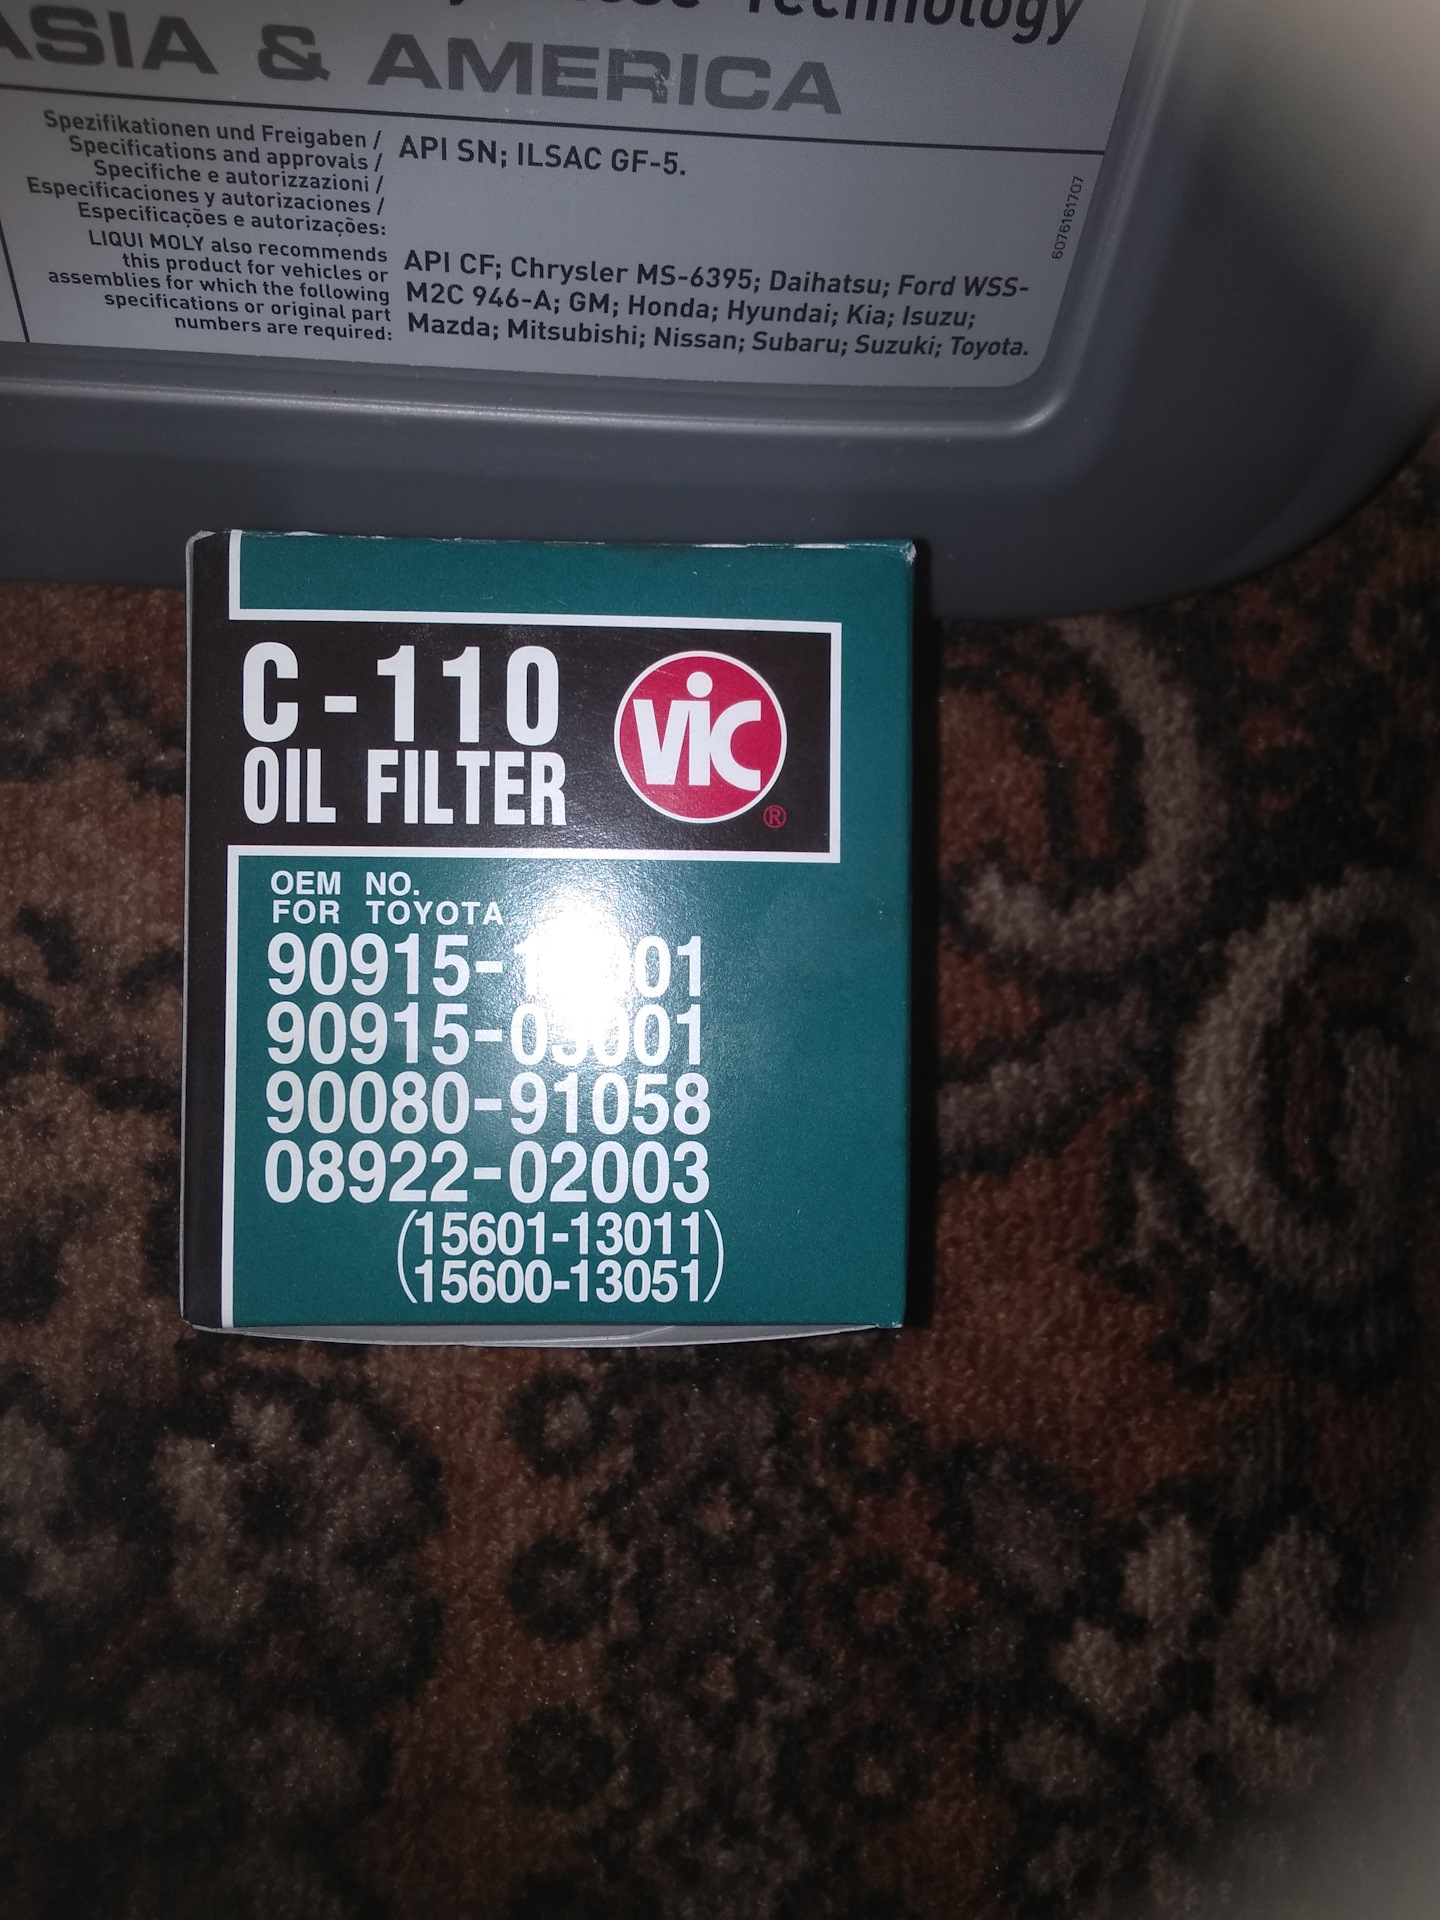 Technology
ASIA & AMERICA
Spezifikationen und Freigaben /
Specifications and approvals /
Specifiche e autorizzazioni /
Especificaciones y autorizaciones /
Especificações e autorizações:
API SN; ILSAC GF-5.
LIQUI MOLY also recommends
this product for vehicles or
assemblies for which the following
specifications or original part
numbers are required:
API CF; Chrysler MS-6395; Daihatsu; Ford WSS-
M2C 946-A; GM; Honda; Hyundai; Kia; Isuzu;
Mazda; Mitsubishi; Nissan; Subaru; Suzuki; Toyota.
6076161707
C-110
OIL FILTER
VIC
®
OEM NO.
FOR TOYOTA
90080-91058
08922-02003
(15601-13011)
(15600-13051)